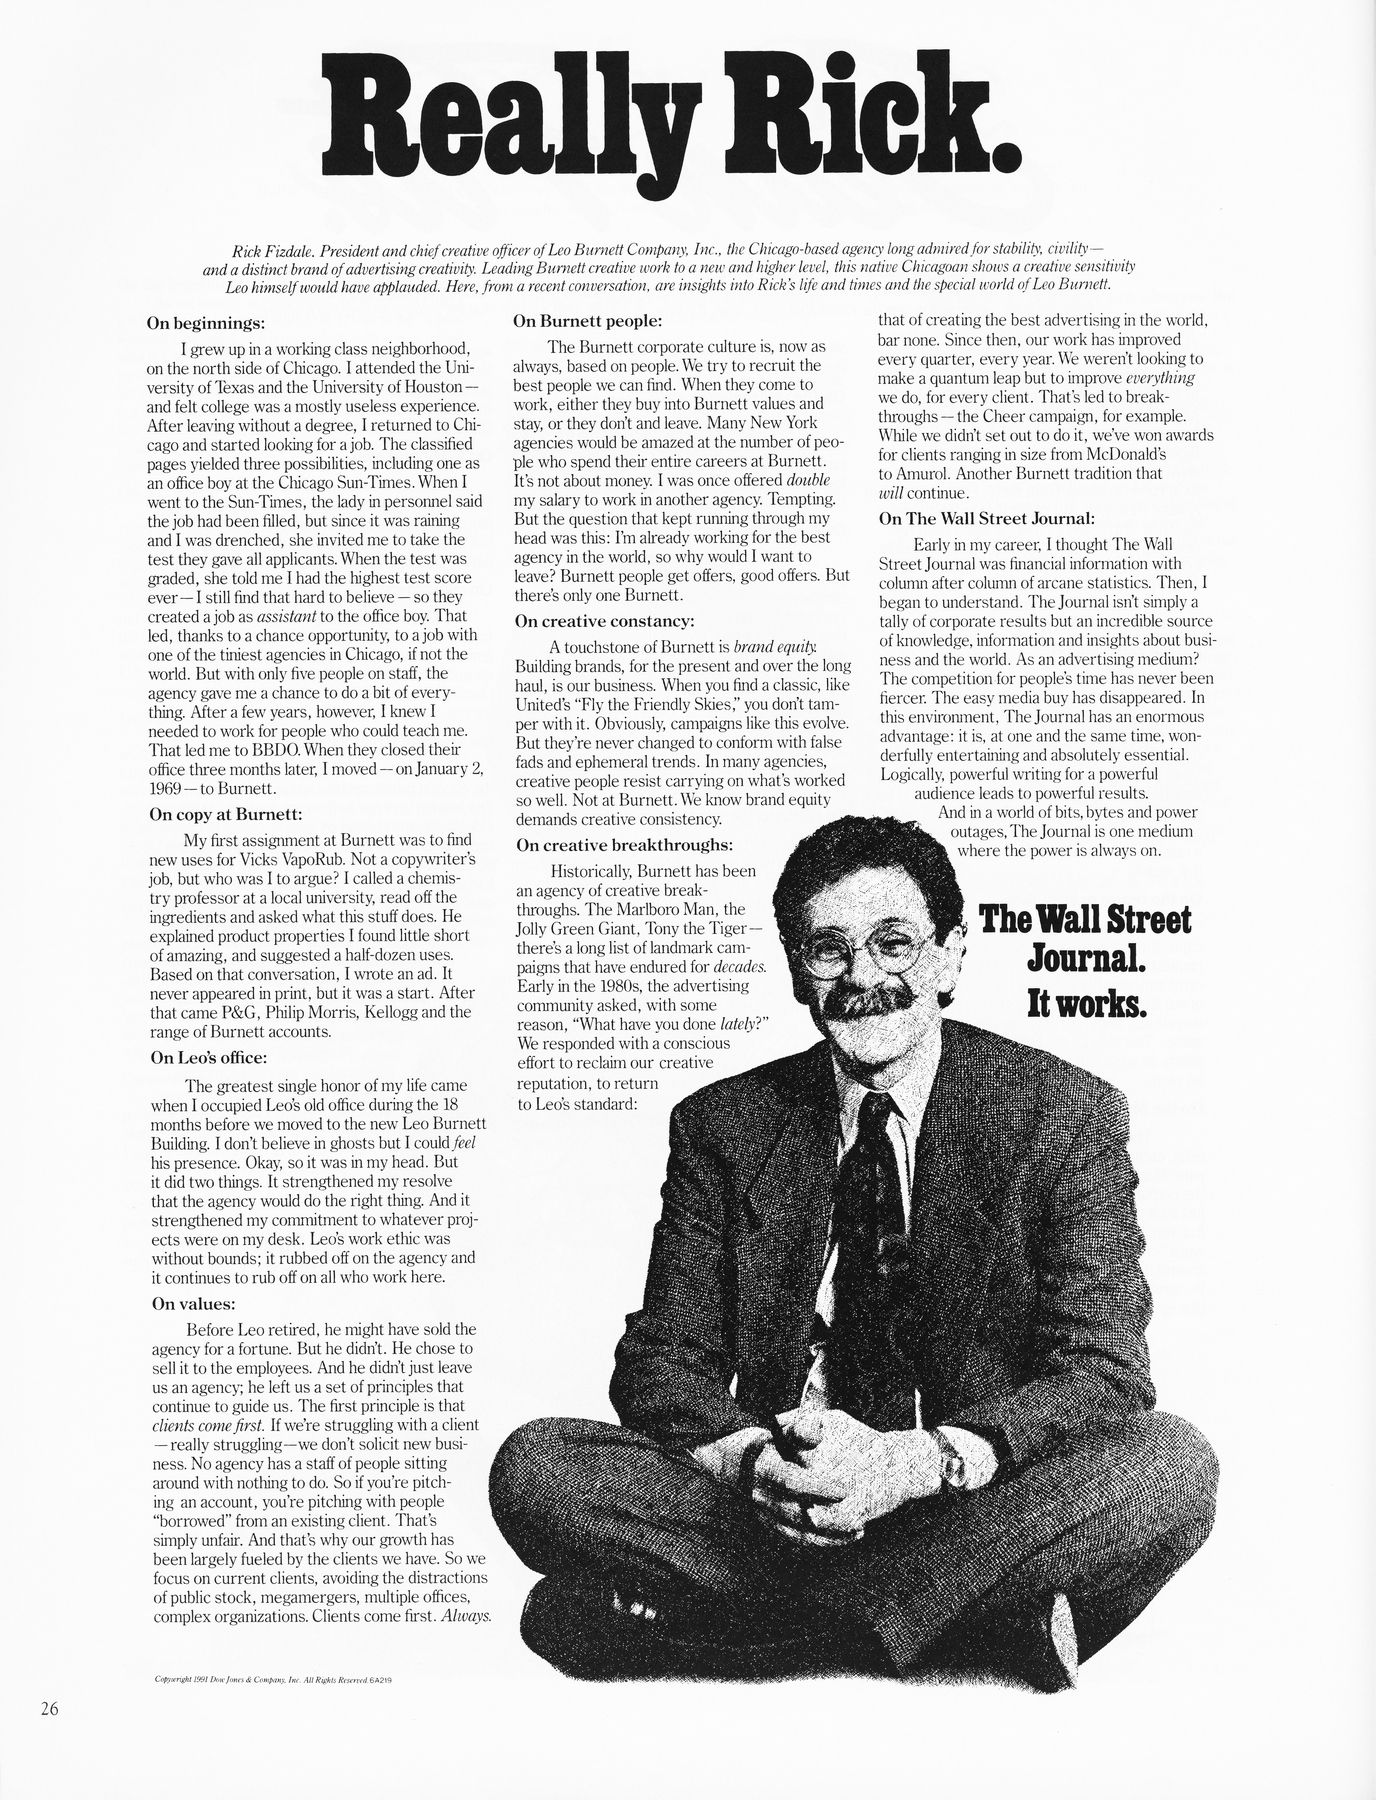 Really Rick.
Rick Fizdale. President and chief creative officer of Leo Burnett Company, Inc., the Chicago-based agency long admired for stability, civility—
and a distinct brand of advertising creativity. Leading Burnett creative work to a new and higher level, this native Chicagoan shows a creative sensitivity
Leo himself would have applauded. Here, from a recent conversation, are insights into Rick's life and times and the special world of Leo Burnett.
On beginnings:
I grew up in a working class neighborhood,
on the north side of Chicago. I attended the Uni-
versity of Texas and the University of Houston—
and felt college was a mostly useless experience.
After leaving without a degree, I returned to Chi-
cago and started looking for a job. The classified
pages yielded three possibilities, including one as
an office boy at the Chicago Sun-Times. When I
went to the Sun-Times, the lady in personnel said
the job had been filled, but since it was raining
and I was drenched, she invited me to take the
test they gave all applicants. When the test was
graded, she told me I had the highest test score
ever—I still find that hard to believe—so they
created a job as assistant to the office boy. That
led, thanks to a chance opportunity, to a job with
one of the tiniest agencies in Chicago, if not the
world. But with only five people on staff, the
agency gave me a chance to do a bit of every-
thing. After a few years, however, I knew I
needed to work for people who could teach me.
That led me to BBDO. When they closed their
office three months later, I moved—on January 2,
1969—to Burnett.
On copy at Burnett:
My first assignment at Burnett was to find
new uses for Vicks VapoRub. Not a copywriter's
job, but who was I to argue? I called a chemis-
try professor at a local university, read off the
ingredients and asked what this stuff does. He
explained product properties I found little short
of amazing, and suggested a half-dozen uses.
Based on that conversation, I wrote an ad. It
never appeared in print, but it was a start. After
that came P&G, Philip Morris, Kellogg and the
range of Burnett accounts.
On Leo's office:
The greatest single honor of my life came
when I occupied Leo's old office during the 18
months before we moved to the new Leo Burnett
Building. I don't believe in ghosts but I could feel
his presence. Okay, so it was in my head. But
it did two things. It strengthened my resolve
that the agency would do the right thing. And it
strengthened my commitment to whatever proj-
ects were on my desk. Leo's work ethic was
without bounds; it rubbed off on the agency and
it continues to rub off on all who work here.
On values:
Before Leo retired, he might have sold the
agency for a fortune. But he didn't. He chose to
sell it to the employees. And he didn't just leave
us an agency; he left us a set of principles that
continue to guide us. The first principle is that
clients come first. If we're struggling with a client
—really struggling—we don't solicit new busi-
ness. No agency has a staff of people sitting
around with nothing to do. So if you're pitch-
ing an account, you're pitching with people
"borrowed" from an existing client. That's
simply unfair. And that's why our growth has
been largely fueled by the clients we have. So we
focus on current clients, avoiding the distractions
of public stock, megamergers, multiple offices,
complex organizations. Clients come first. Always.
On Burnett people:
The Burnett corporate culture is, now as
always, based on people. We try to recruit the
best people we can find. When they come to
work, either they buy into Burnett values and
stay, or they don't and leave. Many New York
agencies would be amazed at the number of peo-
ple who spend their entire careers at Burnett.
It's not about money. I was once offered double
my salary to work in another agency. Tempting.
But the question that kept running through my
head was this: I'm already working for the best
agency in the world, so why would I want to
leave? Burnett people get offers, good offers. But
there's only one Burnett.
On creative constancy:
A touchstone of Burnett is brand equity.
Building brands, for the present and over the long
haul, is our business. When you find a classic, like
United's "Fly the Friendly Skies," you don't tam-
per with it. Obviously, campaigns like this evolve.
But they're never changed to conform with false
fads and ephemeral trends. In many agencies,
creative people resist carrying on what's worked
so well. Not at Burnett. We know brand equity
demands creative consistency.
On creative breakthroughs:
Historically, Burnett has been
an agency of creative break-
throughs. The Marlboro Man, the
Jolly Green Giant, Tony the Tiger—
there's a long list of landmark cam-
paigns that have endured for decades.
Early in the 1980s, the advertising
community asked, with some
reason, "What have you done lately?"
We responded with a conscious
effort to reclaim our creative
reputation, to return
to Leo's standard:
that of creating the best advertising in the world,
bar none. Since then, our work has improved
every quarter, every year. We weren't looking to
make a quantum leap but to improve everything
we do, for every client. That's led to break-
throughs—the Cheer campaign, for example.
While we didn't set out to do it, we've won awards
for clients ranging in size from McDonald's
to Amurol. Another Burnett tradition that
will continue.
On The Wall Street Journal:
Early in my career, I thought The Wall
Street Journal was financial information with
column after column of arcane statistics. Then, I
began to understand. The Journal isn't simply a
tally of corporate results but an incredible source
of knowledge, information and insights about busi-
ness and the world. As an advertising medium?
The competition for people's time has never been
fiercer. The easy media buy has disappeared. In
this environment, The Journal has an enormous
advantage: it is, at one and the same time, won-
derfully entertaining and absolutely essential.
Logically, powerful writing for a powerful
audience leads to powerful results.
And in a world of bits, bytes and power
outages, The Journal is one medium
where the power is always on.
The Wall Street
Journal.
It works.
Copywright 1991 Dow Jones & Company, Inc. All Rights Reserved. 6A219
26